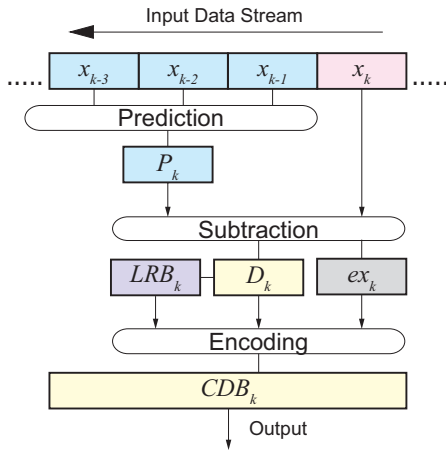 Input Data Stream
..... x_{k-3} x_{k-2} x_{k-1} x_k .....
Prediction
P_k
Subtraction
LRB_k D_k ex_k
Encoding
CDB_k
Output